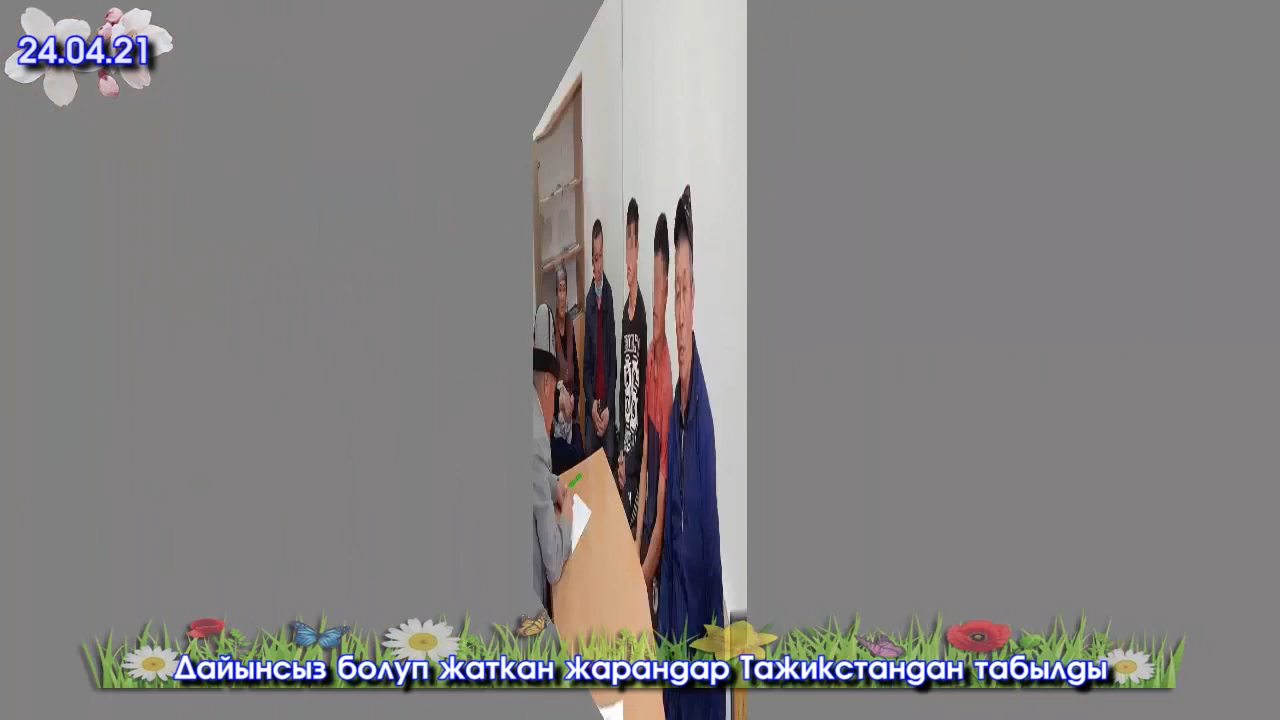 24.04.21
Дайынсыз болуп жаткан жарандар Тажикстандан табылды